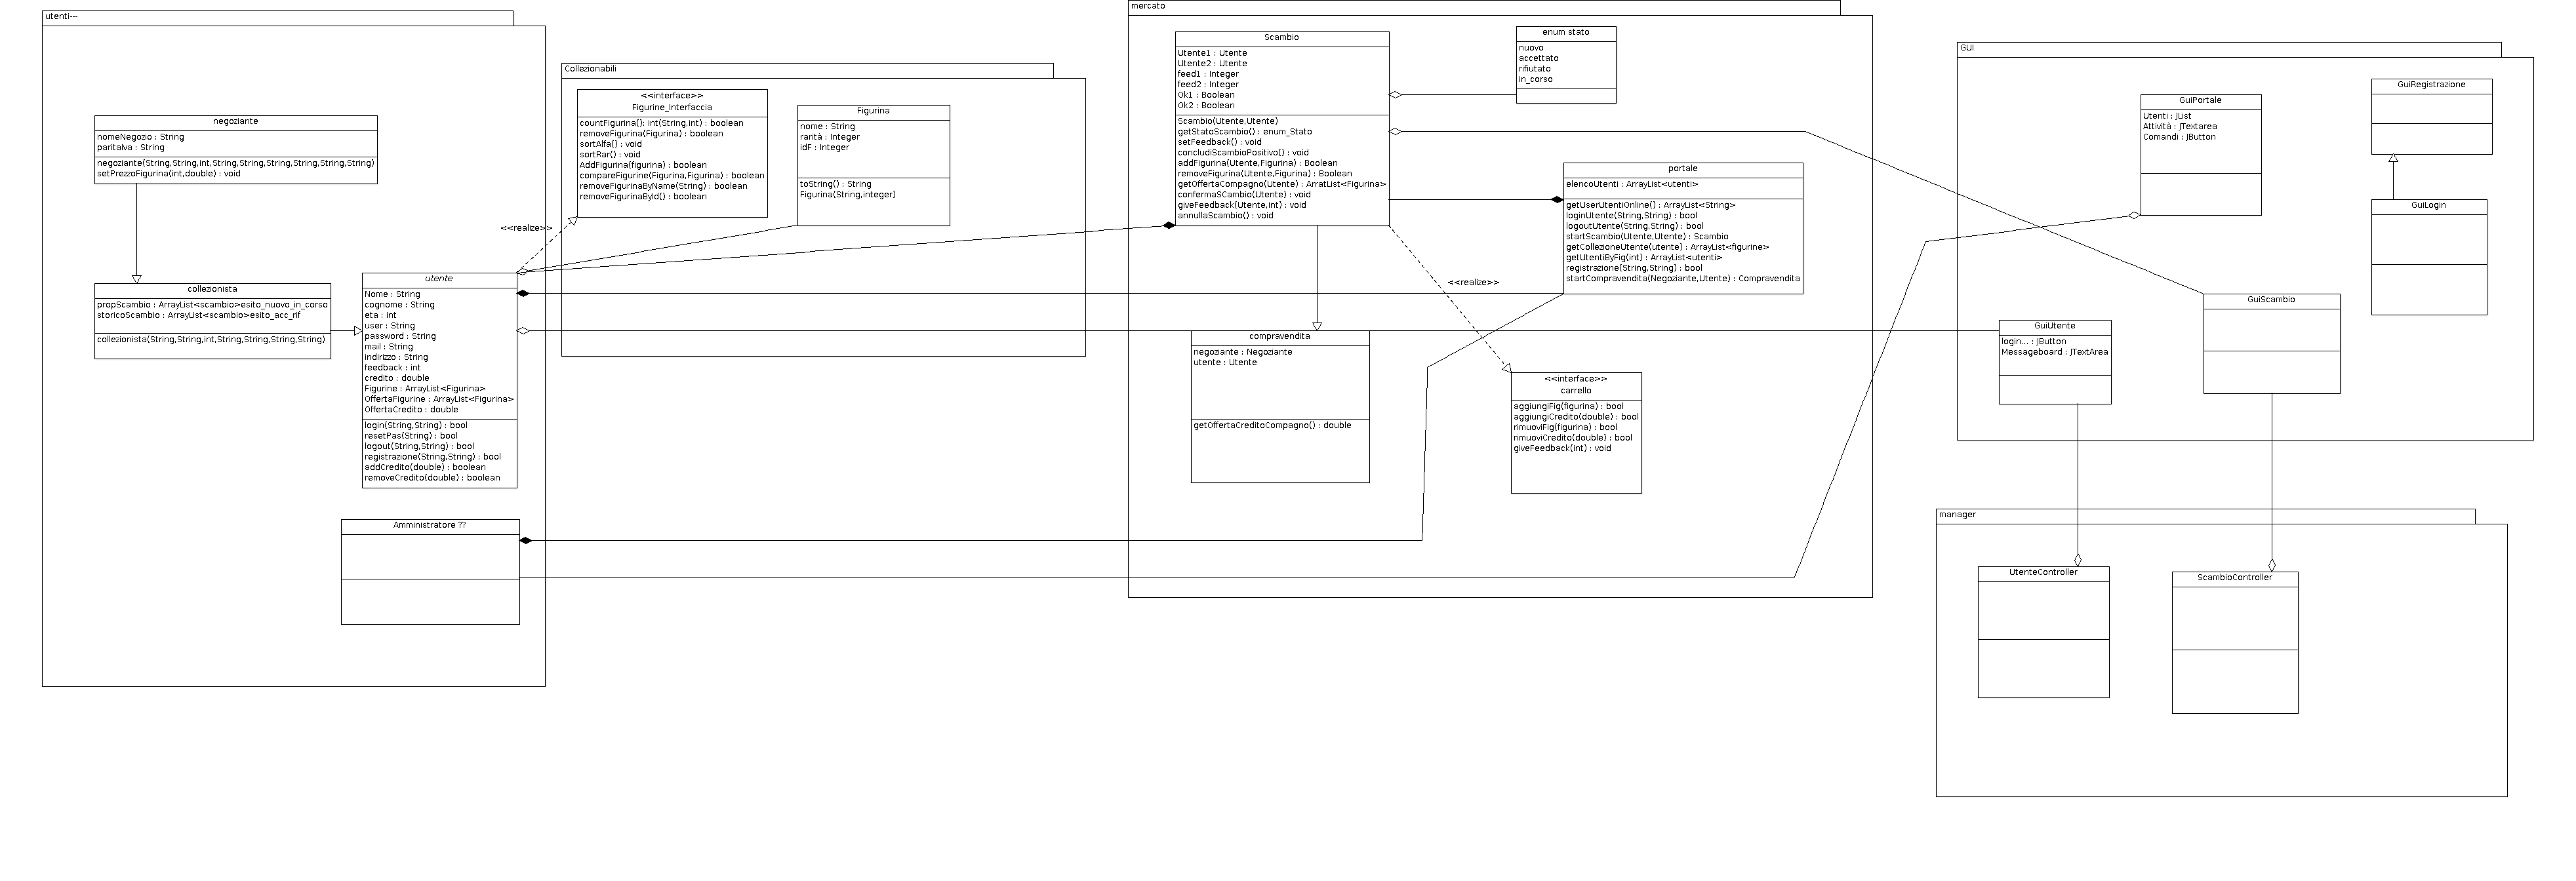 utenti---
negoziante
nomeNegozio : String
paritaIva : String
negoziante(String,String,int,String,String,String,String,String,String)
setPrezzoFigurina(int,double) : void
collezionista
propScambio : ArrayList<scambio>esito_nuovo_in_corso
storicoScambio : ArrayList<scambio>esito_acc_rif
collezionista(String,String,int,String,String,String,String)
utente
Nome : String
cognome : String
eta : int
user : String
password : String
mail : String
indirizzo : String
feedback : int
credito : double
Figurine : ArrayList<Figurina>
OffertaFigurine : ArrayList<Figurina>
OffertaCredito : double
login(String,String) : bool
resetPas(String) : bool
logout(String,String) : bool
registrazione(String,String) : bool
addCredito(double) : boolean
removeCredito(double) : boolean
Amministratore ??
<<realize>>
Collezionabili
<<interface>>
Figurine_Interfaccia
countFigurina(): int(String,int) : boolean
removeFigurina(Figurina) : boolean
sortAlfa() : void
sortRar() : void
AddFigurina(figurina) : boolean
compareFigurine(Figurina,Figurina) : boolean
removeFigurinaByName(String) : boolean
removeFigurinaById() : boolean
Figurina
nome : String
rarità : Integer
idF : Integer
toString() : String
Figurina(String,integer)
mercato
Scambio
Utente1 : Utente
Utente2 : Utente
feed1 : Integer
feed2 : Integer
Ok1 : Boolean
Ok2 : Boolean
Scambio(Utente,Utente)
getStatoScambio() : enum_Stato
setFeedback() : void
concludiScambioPositivo() : void
addFigurina(Utente,Figurina) : Boolean
removeFigurina(Utente,Figurina) : Boolean
getOffertaCompagno(Utente) : ArratList<Figurina>
confermaSCambio(Utente) : void
giveFeedback(Utente,int) : void
annullaScambio() : void
enum stato
nuovo
accettato
rifiutato
in_corso
portale
elencoUtenti : ArrayList<utenti>
getUserUtentiOnline() : ArrayList<String>
loginUtente(String,String) : bool
logoutUtente(String,String) : bool
startScambio(Utente,Utente) : Scambio
getCollezioneUtente(utente) : ArrayList<figurine>
getUtentiByFig(int) : ArrayList<utenti>
registrazione(String,String) : bool
startCompravendita(Negoziante,Utente) : Compravendita
<<realize>>
compravendita
negoziante : Negoziante
utente : Utente
getOffertaCreditoCompagno() : double
<<interface>>
carrello
aggiungiFig(figurina) : bool
aggiungiCredito(double) : bool
rimuoviFig(figurina) : bool
rimuoviCredito(double) : bool
giveFeedback(int) : void
GUI
GuiPortale
Utenti : JList
Attività : JTextarea
Comandi : JButton
GuiRegistrazione
GuiLogin
GuiScambio
GuiUtente
login... : JButton
Messageboard : JTextArea
manager
UtenteController
ScambioController